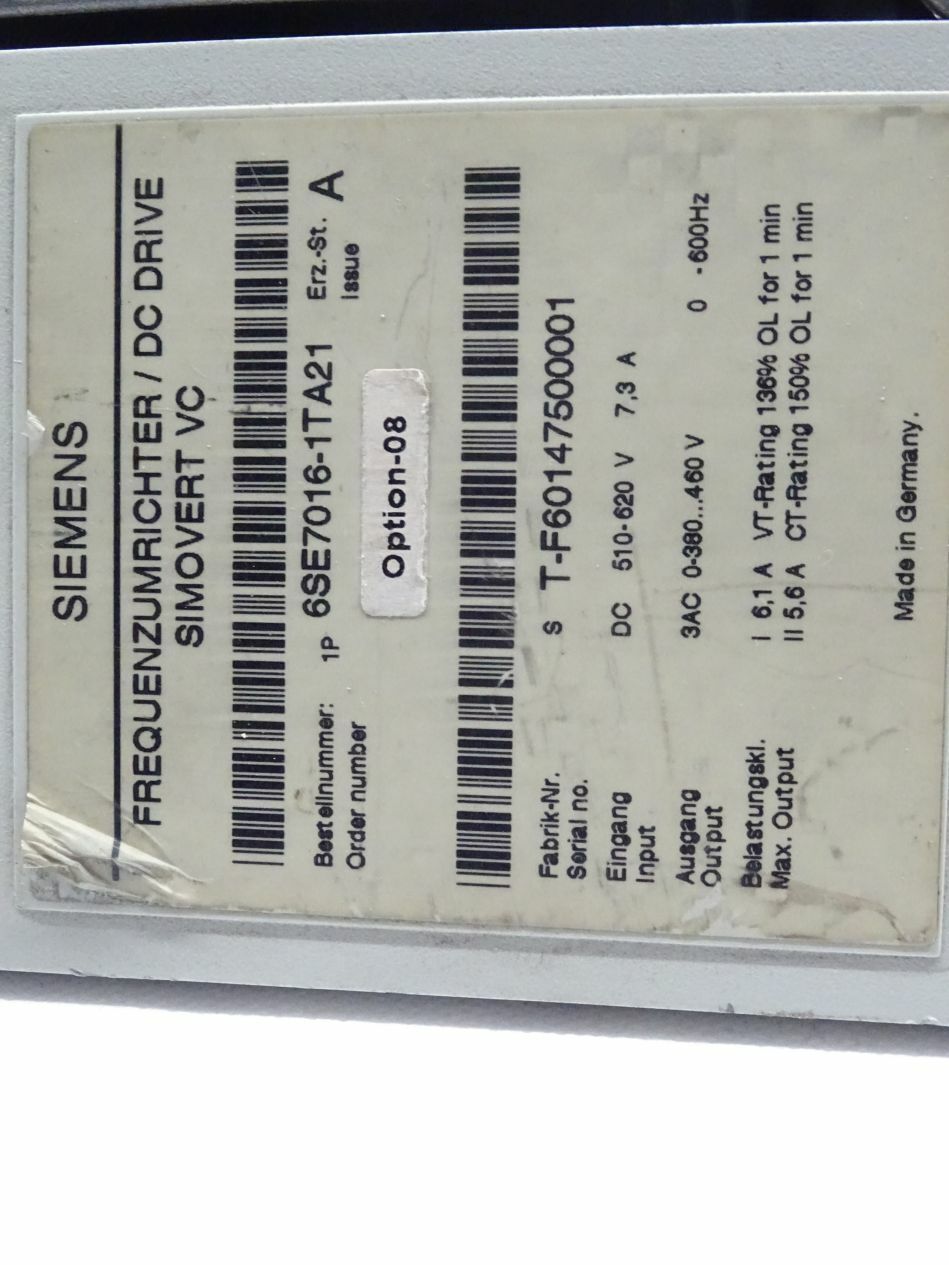 SIEMENS
FREQUENZUMRICHTER / DC DRIVE
SIMOVERT VC
Bestellnummer: 1P 6SE7016-1TA21 Erz.-St. A
Order number Issue
Option-08
Fabrik-Nr. S T-F6014750001
Serial no.
Eingang DC 510-620 V 7,3 A
Input
Ausgang 3AC 0-380...460 V 0 -600Hz
Output
Belastungskl. I 6,1 A VT-Rating 136% OL for 1 min
Max. Output II 5,6 A CT-Rating 150% OL for 1 min
Made in Germany.